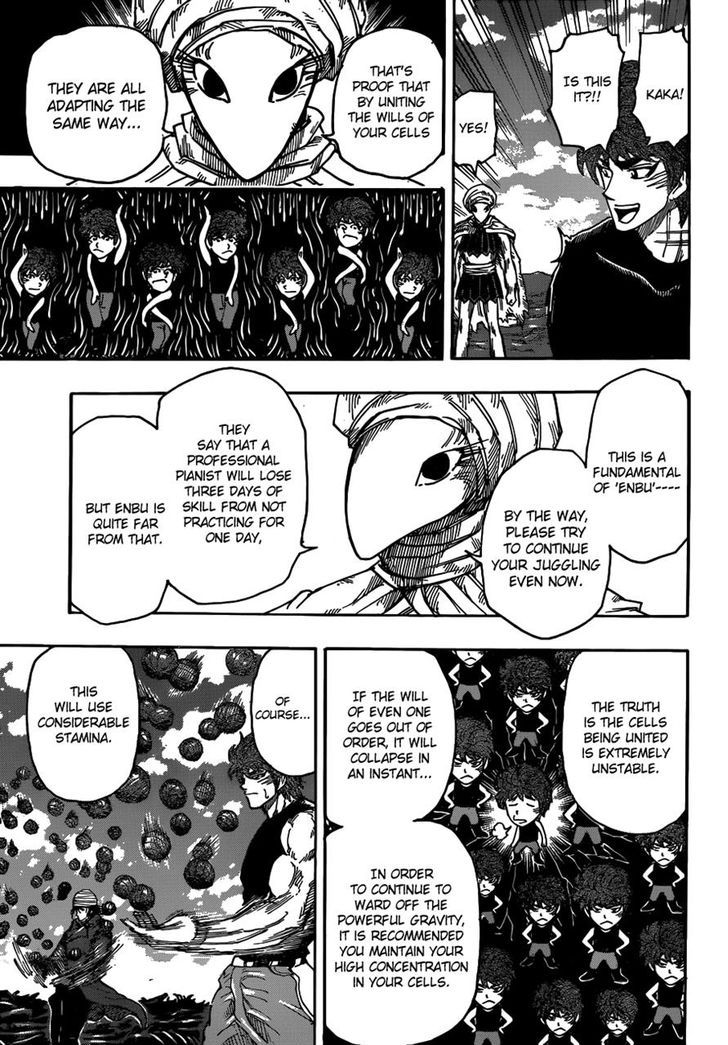 KAKA!
IS THIS
IT?!!
YES!
THAT'S
PROOF THAT
BY UNITING
THE WILLS OF
YOUR CELLS
THEY ARE ALL
ADAPTING THE
SAME WAY...
THIS IS A
FUNDAMENTAL
OF 'ENBU'----
BY THE WAY,
PLEASE TRY
TO CONTINUE
YOUR JUGGLING
EVEN NOW.
THEY
SAY THAT A
PROFESSIONAL
PIANIST WILL LOSE
THREE DAYS OF
SKILL FROM NOT
PRACTICING FOR
ONE DAY,
BUT ENBU IS
QUITE FAR
FROM THAT.
THE TRUTH
IS THE CELLS
BEING UNITED
IS EXTREMELY
UNSTABLE.
IF THE WILL
OF EVEN ONE
GOES OUT OF
ORDER, IT WILL
COLLAPSE IN
AN INSTANT...
IN ORDER
TO CONTINUE TO
WARD OFF THE
POWERFUL GRAVITY,
IT IS RECOMMENDED
YOU MAINTAIN YOUR
HIGH CONCENTRATION
IN YOUR CELLS.
OF
COURSE...
THIS
WILL USE
CONSIDERABLE
STAMINA.